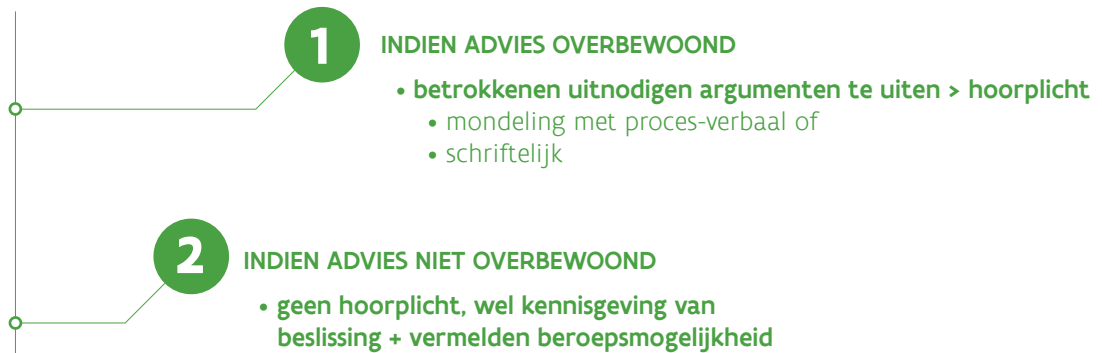 1
INDIEN ADVIES OVERBEWOOND
• betrokkenen uitnodigen argumenten te uiten > hoorplicht
• mondeling met proces-verbaal of
• schriftelijk
2
INDIEN ADVIES NIET OVERBEWOOND
• geen hoorplicht, wel kennisgeving van
beslissing + vermelden beroepsmogelijkheid